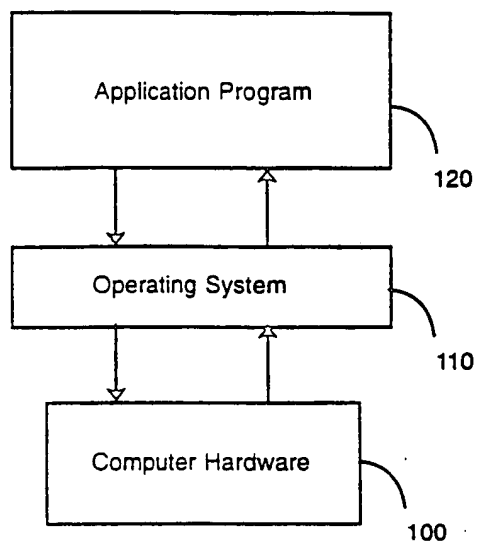 Application Program
120
Operating System
110
Computer Hardware
100